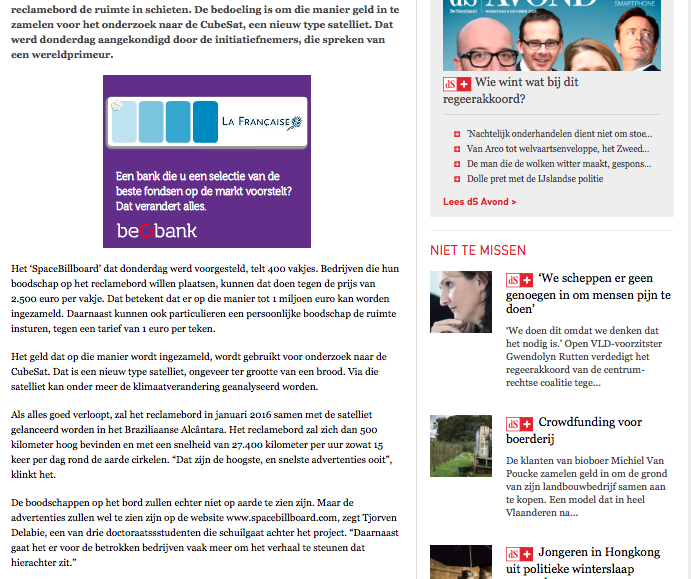 reclamebord de ruimte in schieten. De bedoeling is om die manier geld in te
zamelen voor het onderzoek naar de CubeSat, een nieuw type satelliet. Dat
werd donderdag aangekondigd door de initiatiefnemers, die spreken van
een wereldprimeur.
LA FRANÇAISE
Een bank die u een selectie van de
beste fondsen op de markt voorstelt?
Dat verandert alles.
beobank
Het ‘SpaceBillboard’ dat donderdag werd voorgesteld, telt 400 vakjes. Bedrijven die hun
boodschap op het reclamebord willen plaatsen, kunnen dat doen tegen de prijs van
2.500 euro per vakje. Dat betekent dat er op die manier tot 1 miljoen euro kan worden
ingezameld. Daarnaast kunnen ook particulieren een persoonlijke boodschap de ruimte
insturen, tegen een tarief van 1 euro per teken.
Het geld dat op die manier wordt ingezameld, wordt gebruikt voor onderzoek naar de
CubeSat. Dat is een nieuw type satelliet, ongeveer ter grootte van een brood. Via die
satelliet kan onder meer de klimaatverandering geanalyseerd worden.
Als alles goed verloopt, zal het reclamebord in januari 2016 samen met de satelliet
gelanceerd worden in het Braziliaanse Alcântara. Het reclamebord zal zich dan 500
kilometer hoog bevinden en met een snelheid van 27.400 kilometer per uur zowat 15
keer per dag rond de aarde cirkelen. “Dat zijn de hoogste, en snelste advertenties ooit”,
klinkt het.
De boodschappen op het bord zullen echter niet op aarde te zien zijn. Maar de
advertenties zullen wel te zien zijn op de website www.spacebillboard.com, zegt Tjorven
Delabie, een van drie doctoraatssstudenten die schuilgaat achter het project. “Daarnaast
gaat het er voor de betrokken bedrijven vaak meer om het verhaal te steunen dat
hierachter zit.”
dS AVOND
SMARTPHONE
dS + Wie wint wat bij dit
regeerakkoord?
'Nachtelijk onderhandelen dient niet om stoe...
Van Arco tot welvaartsenveloppe, het Zweed...
De man die de wolken witter maakt, gespons...
Dolle pret met de IJslandse politie
Lees dS Avond >
NIET TE MISSEN
dS + ‘We scheppen er geen
genoegen in om mensen pijn te
doen’
‘We doen dit omdat we denken dat
het nodig is.’ Open VLD-voorzitster
Gwendolyn Rutten verdedigt het
regeerakkoord van de centrum-
rechtse coalitie tege...
dS + Crowdfunding voor
boerderij
De klanten van bioboer Michiel Van
Poucke zamelen geld in om de grond
van zijn landbouwbedrijf samen aan
te kopen. Een model dat in heel
Vlaanderen na...
dS + Jongeren in Hongkong
uit politieke winterslaap